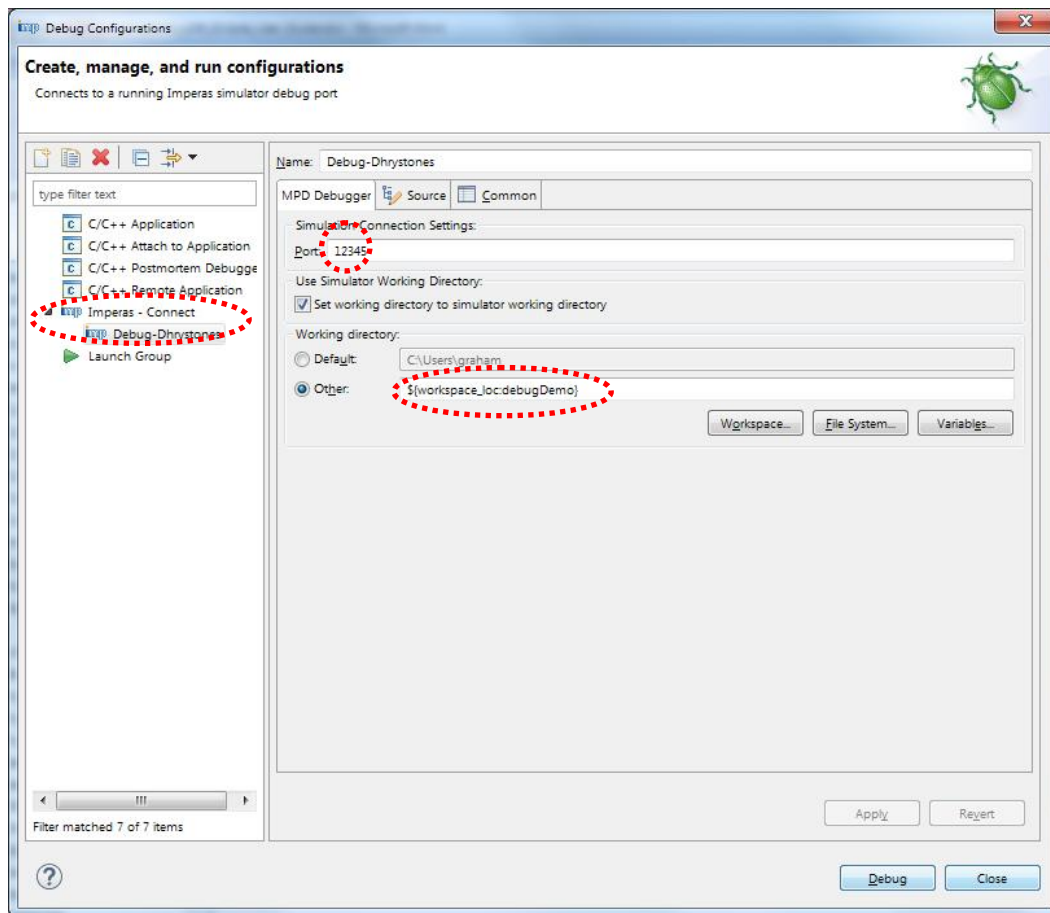 imp Debug Configurations
Create, manage, and run configurations
Connects to a running Imperas simulator debug port
Name: Debug-Dhrystones
type filter text
MPD Debugger Source Common
C C/C++ Application
C C/C++ Attach to Application
C C/C++ Postmortem Debugge
C C/C++ Remote Application
imp Imperas - Connect
imp Debug-Dhrystones
Launch Group
Simulation Connection Settings:
Port: 12345
Use Simulator Working Directory:
Set working directory to simulator working directory
Working directory:
Default: C:\Users\graham
Other: ${workspace_loc:debugDemo}
Workspace... File System... Variables...
Filter matched 7 of 7 items
Apply Revert
?
Debug Close